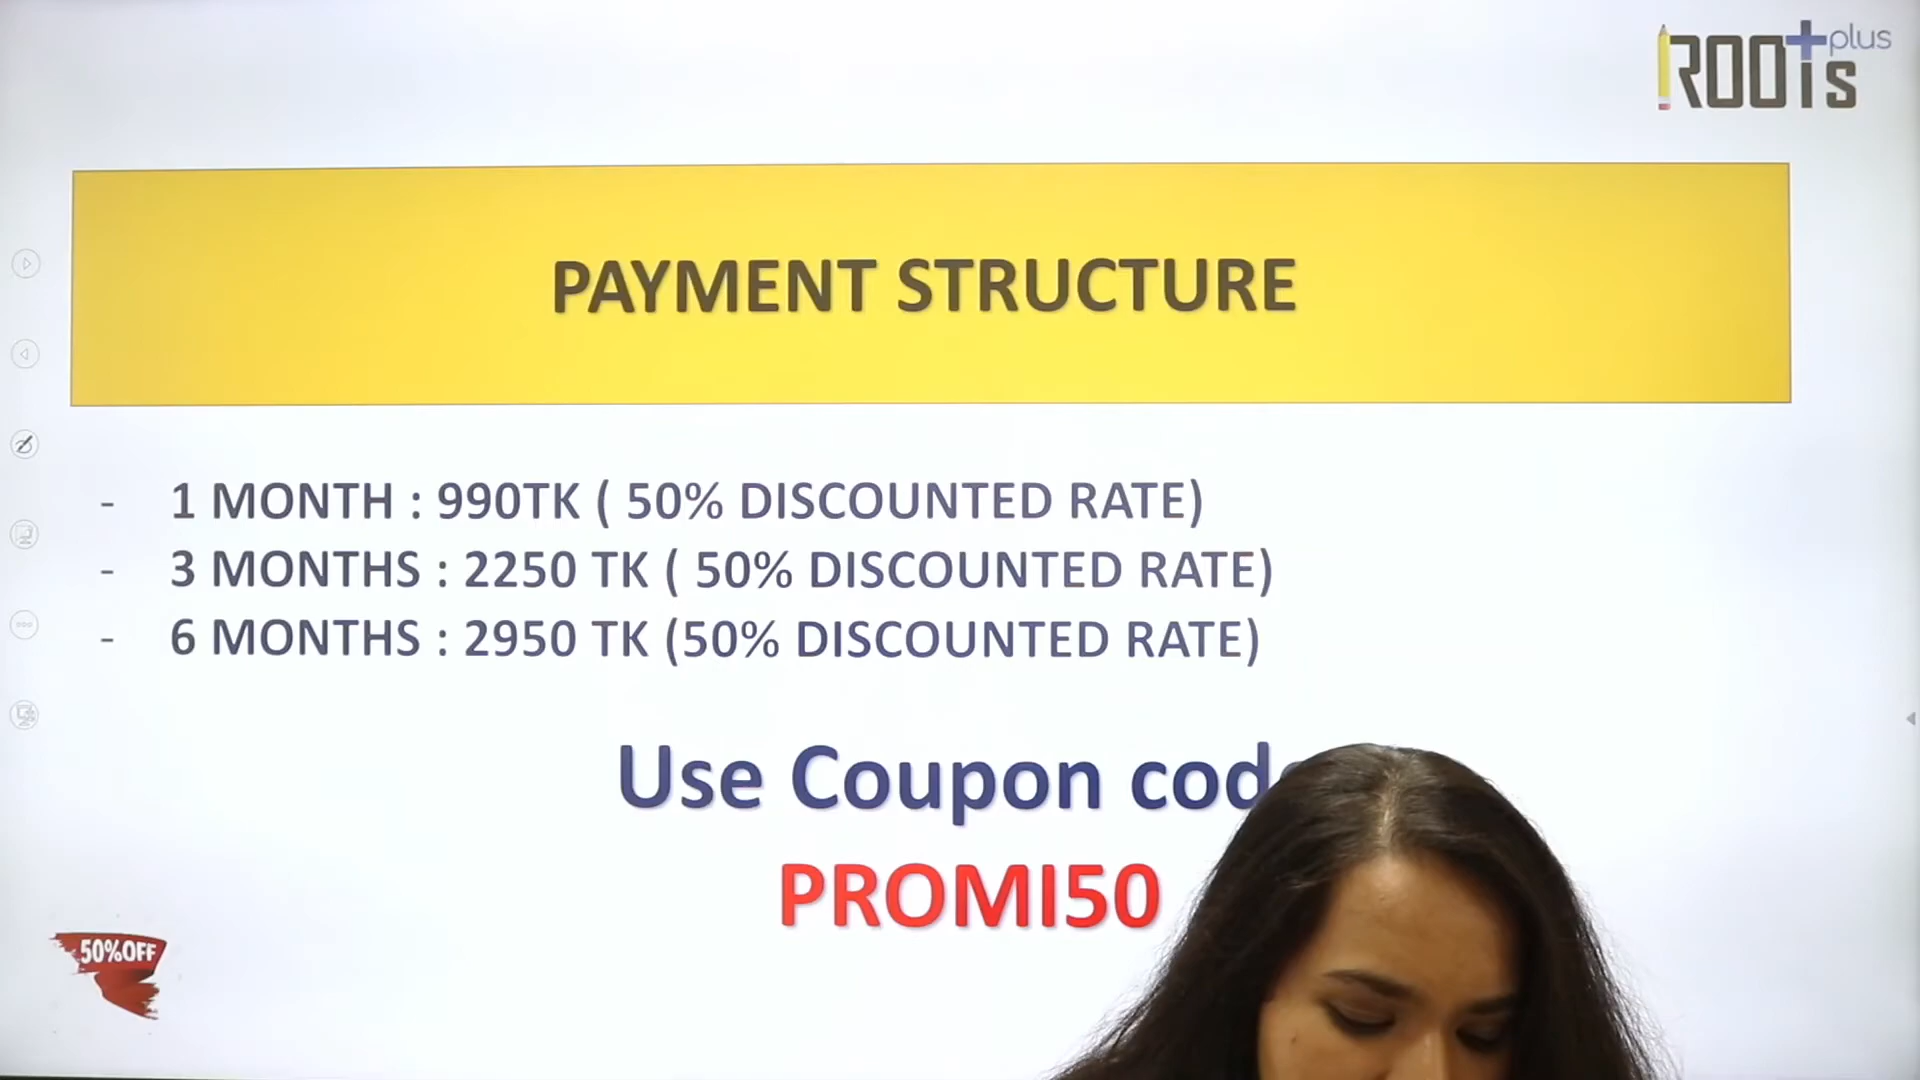 ROOTS plus
PAYMENT STRUCTURE
- 1 MONTH : 990TK ( 50% DISCOUNTED RATE)
- 3 MONTHS : 2250 TK ( 50% DISCOUNTED RATE)
- 6 MONTHS : 2950 TK (50% DISCOUNTED RATE)
Use Coupon
PROMI50
50%OFF